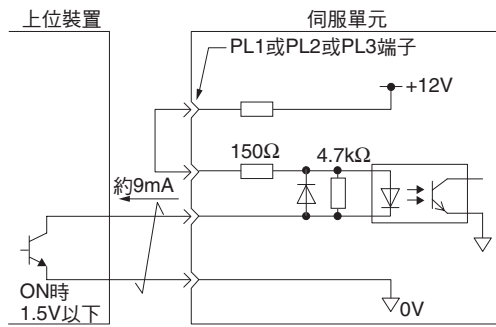 上位裝置
伺服單元
PL1或PL2或PL3端子
+12V
150Ω
4.7kΩ
約9mA
ON時
1.5V以下
0V